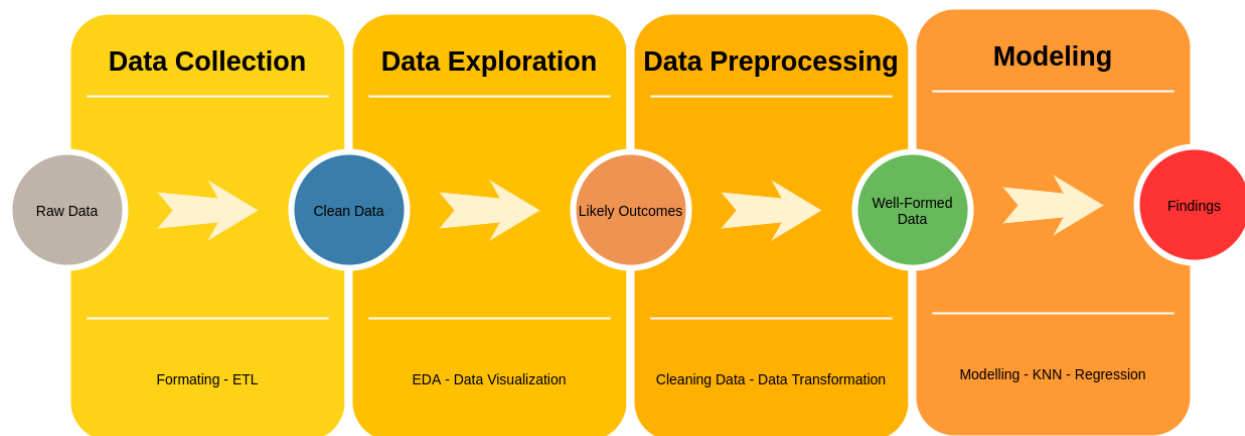 Data Collection
Data Exploration
Data Preprocessing
Modeling
Raw Data
Clean Data
Likely Outcomes
Well-Formed
Data
Findings
Formating - ETL
EDA - Data Visualization
Cleaning Data - Data Transformation
Modelling - KNN - Regression